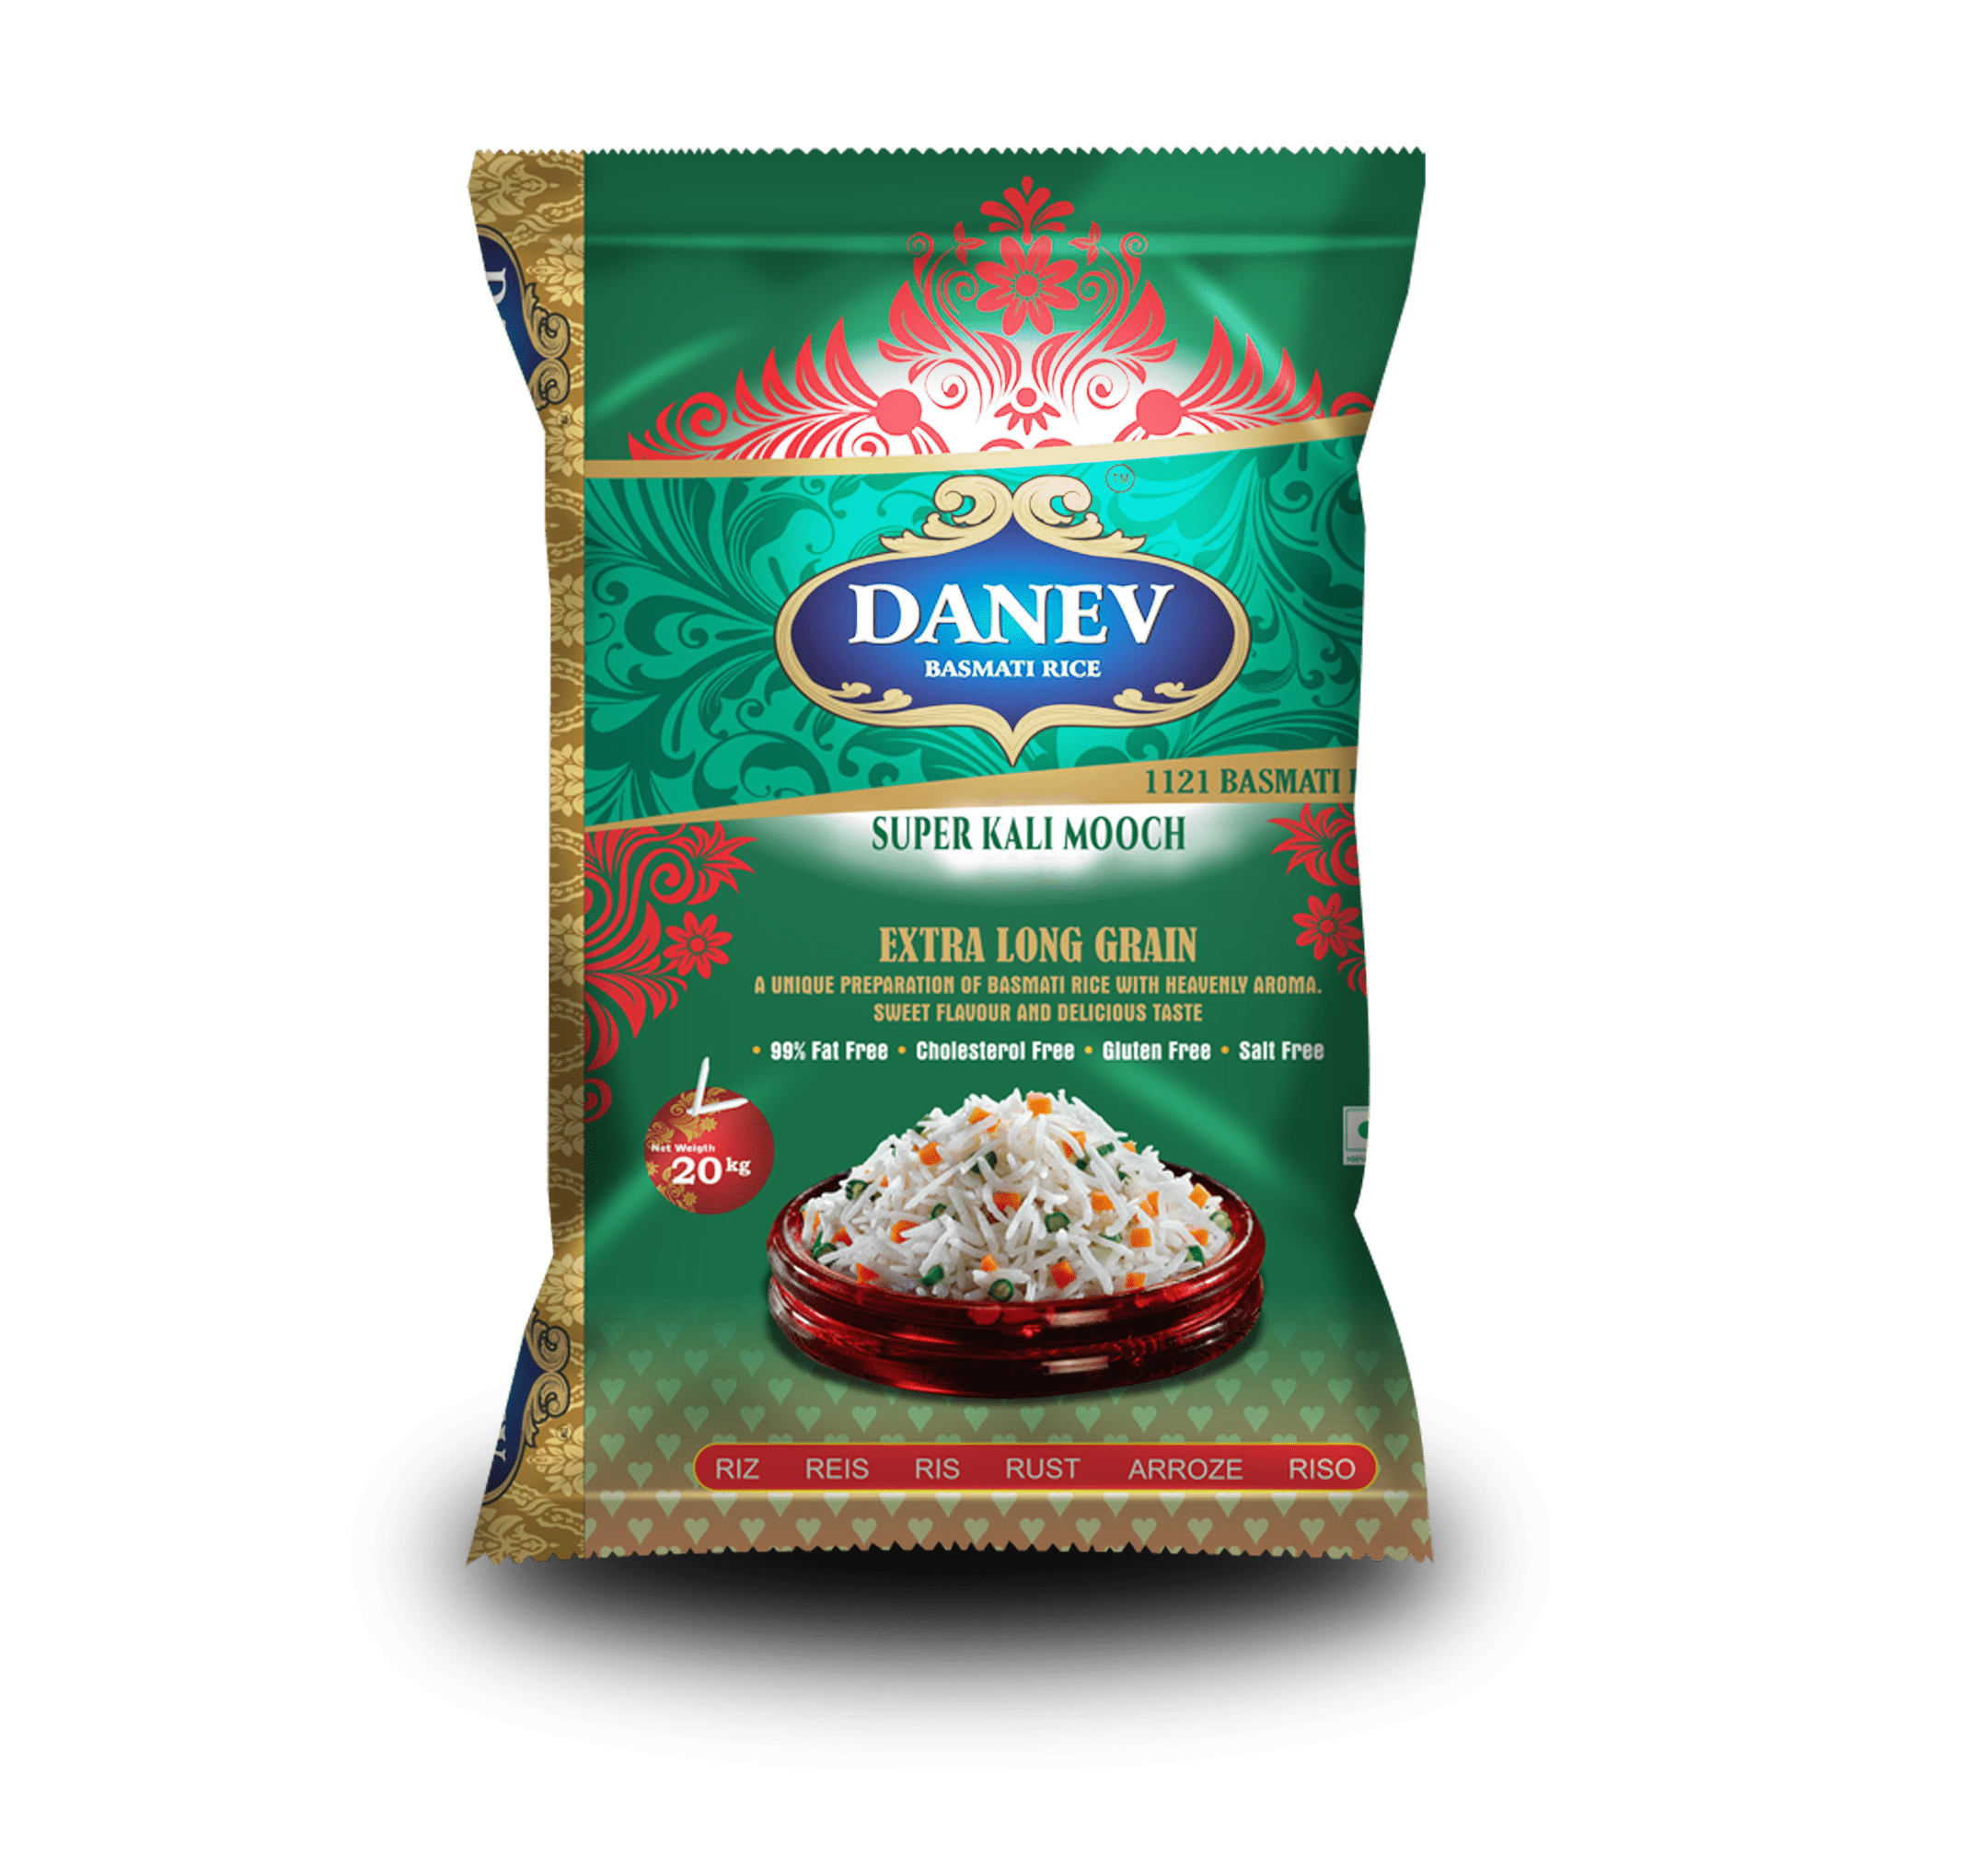 TM
DANEV
BASMATI RICE
1121 BASMATI
SUPER KALI MOOCH
EXTRA LONG GRAIN
A UNIQUE PREPARATION OF BASMATI RICE WITH HEAVENLY AROMA.
SWEET FLAVOUR AND DELICIOUS TASTE
• 99% Fat Free • Cholesterol Free • Gluten Free • Salt Free
Net Weigth
20 kg
100%
RIZ REIS RIS RUST ARROZE RISO